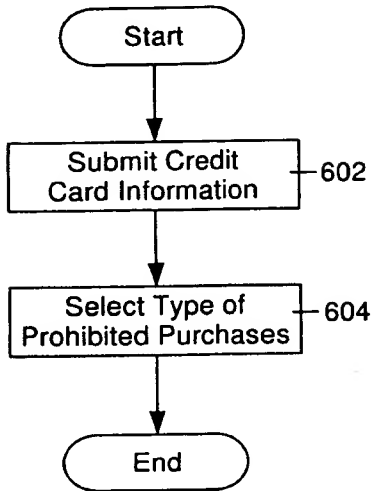 Start
Submit Credit
Card Information
602
Select Type of
Prohibited Purchases
604
End